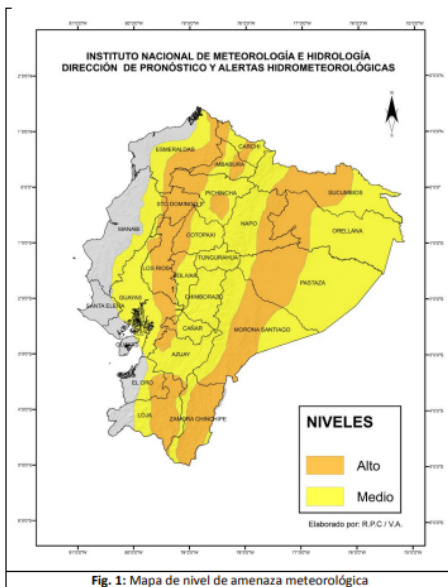 INSTITUTO NACIONAL DE METEOROLOGÍA E HIDROLOGÍA
DIRECCIÓN DE PRONÓSTICO Y ALERTAS HIDROMETEOROLÓGICAS
N
ESMERALDAS
CARCHI
IMBABURA
SUCUMBIOS
PICHINCHA
STO DOMINGO
MANABI
COTOPAXI
NAPO
ORELLANA
TUNGURAHUA
LOS RIOS
BOLIVAR
PASTAZA
GUAYAS
CHIMBORAZO
SANTA ELENA
CAÑAR
MORONA SANTIAGO
GUAYAS
AZUAY
EL ORO
LOJA
ZAMORA CHINCHIPE
NIVELES
Alto
Medio
Elaborado por: R.P.C / V.A.
Fig. 1: Mapa de nivel de amenaza meteorológica